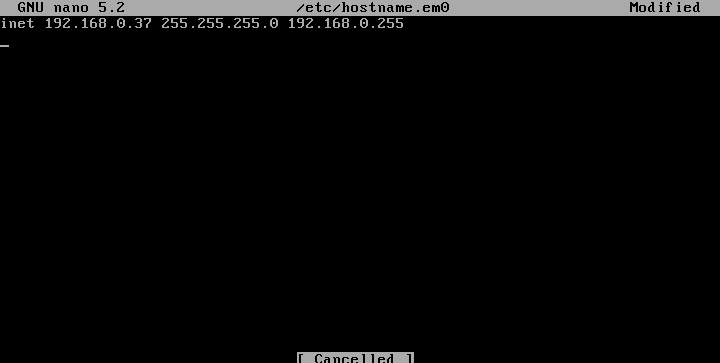 GNU nano 5.2 /etc/hostname.em0 Modified
inet 192.168.0.37 255.255.255.0 192.168.0.255
[ Cancelled ]